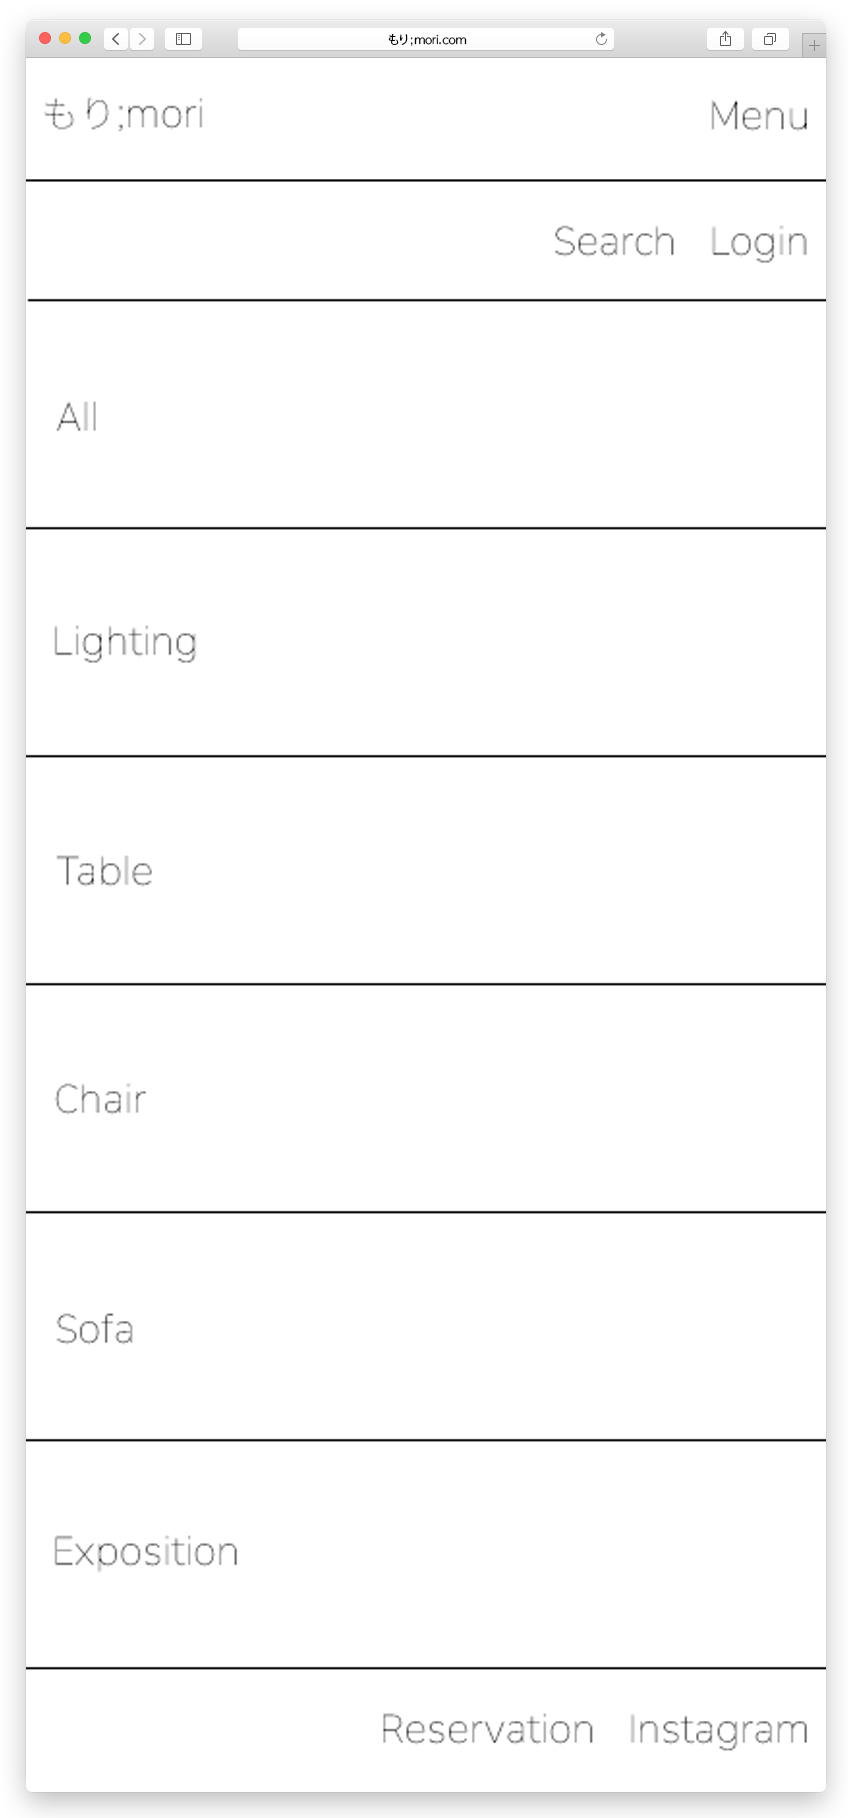 もり;mori.com
もり;mori Menu
Search Login
All
Lighting
Table
Chair
Sofa
Exposition
Reservation Instagram